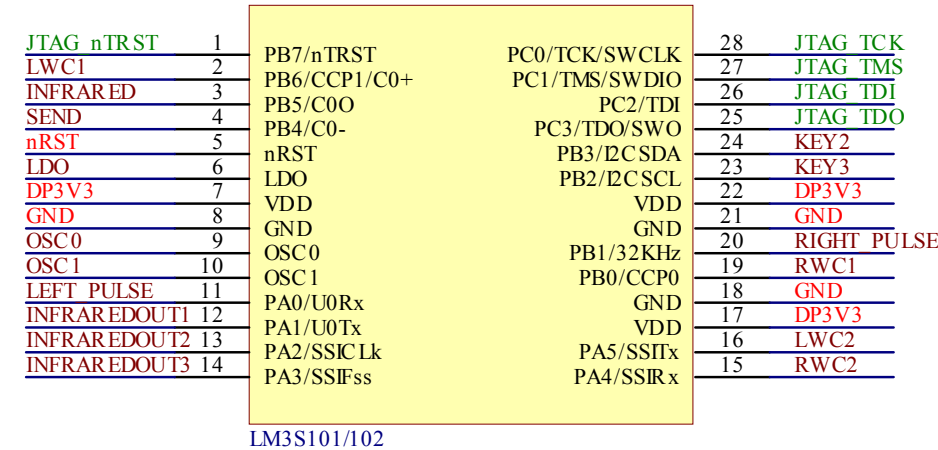 JTAG_nTRST 1 PB7/nTRST PC0/TCK/SWCLK 28 JTAG_TCK
LWC1 2 PB6/CCP1/C0+ PC1/TMS/SWDIO 27 JTAG_TMS
INFRARED 3 PB5/C0O PC2/TDI 26 JTAG_TDI
SEND 4 PB4/C0- PC3/TDO/SWO 25 JTAG_TDO
nRST 5 nRST PB3/I2CSDA 24 KEY2
LDO 6 LDO PB2/I2CSCL 23 KEY3
DP3V3 7 VDD VDD 22 DP3V3
GND 8 GND GND 21 GND
OSC0 9 OSC0 PB1/32KHz 20 RIGHT_PULSE
OSC1 10 OSC1 PB0/CCP0 19 RWC1
LEFT_PULSE 11 PA0/U0Rx GND 18 GND
INFRAREDOUT1 12 PA1/U0Tx VDD 17 DP3V3
INFRAREDOUT2 13 PA2/SSICLk PA5/SSITx 16 LWC2
INFRAREDOUT3 14 PA3/SSIFss PA4/SSIRx 15 RWC2
LM3S101/102